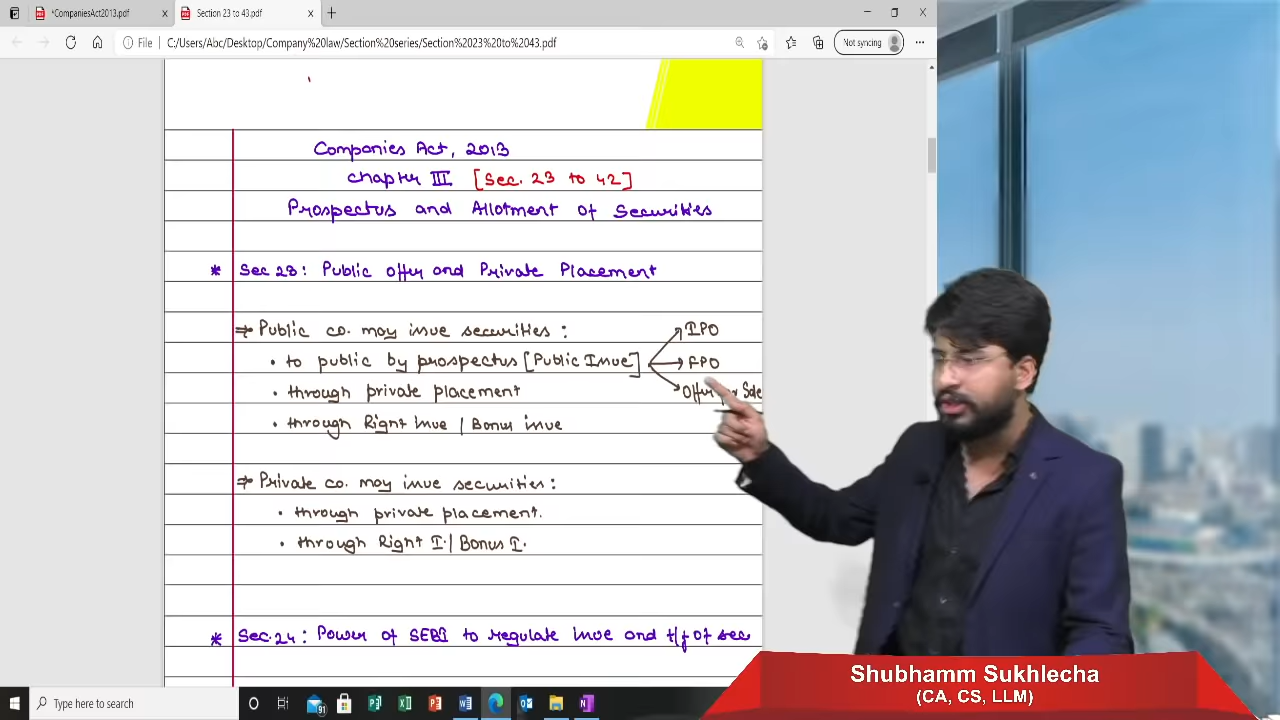 *CompaniesAct2013.pdf
Section 23 to 43.pdf
File
C:/Users/Abc/Desktop/Company%20law/Section%20series/Section%2023%20to%2043.pdf
Not syncing
Companies Act, 2013
Chapter III [Sec. 23 to 42]
Prospectus and Allotment of Securities
* Sec 23: Public offer and Private Placement
⇒ Public co. may issue securities:
• to public by prospectus [Public Issue]
→ IPO
→ FPO
→ Offer for Sale
• through private placement
• through Right issue / Bonus issue
⇒ Private co. may issue securities:
• through private placement.
• through Right I. / Bonus I.
* Sec. 24: Power of SEBI to regulate issue and t/f of sec
Shubhamm Sukhlecha
(CA, CS, LLM)
Type here to search
91